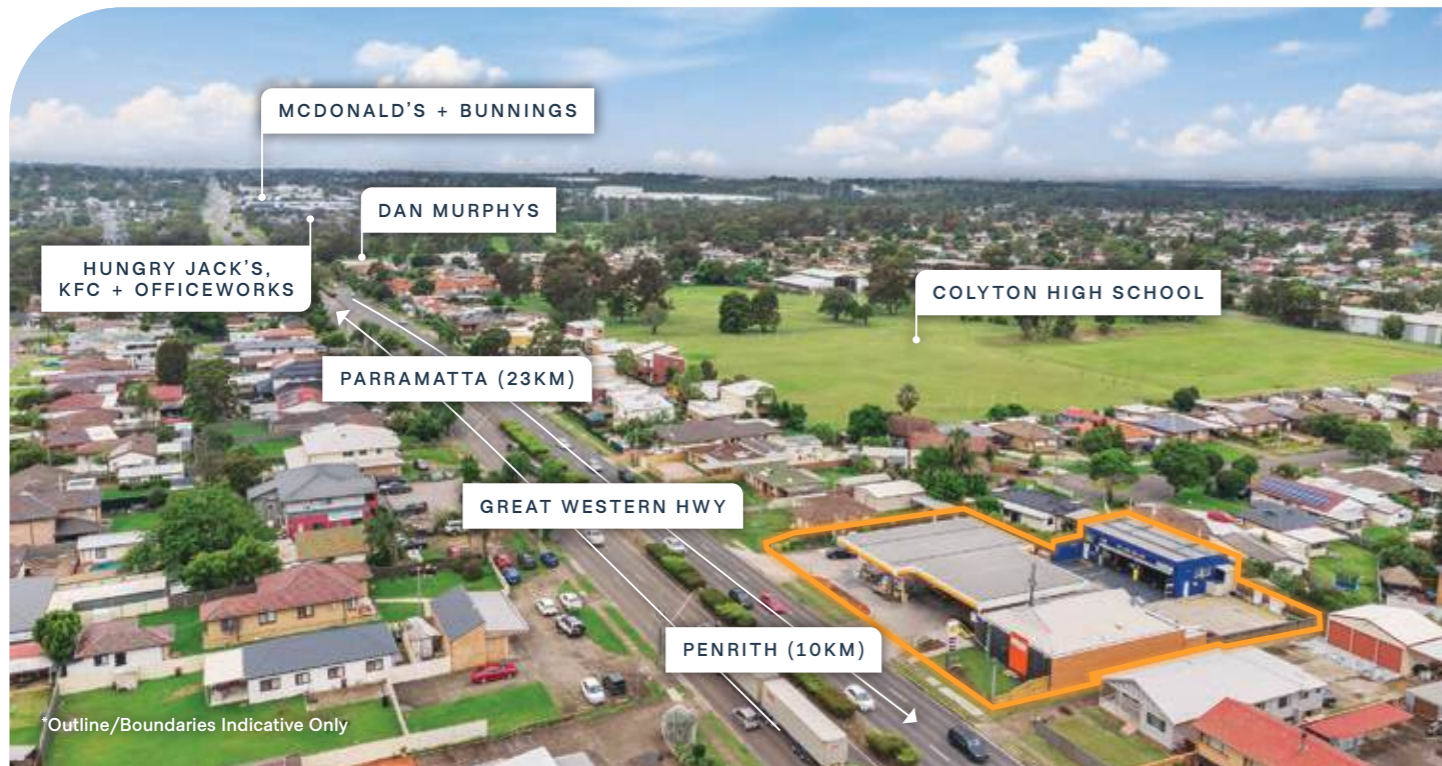 MCDONALD'S + BUNNINGS
DAN MURPHYS
HUNGRY JACK'S,
KFC + OFFICEWORKS
COLYTON HIGH SCHOOL
PARRAMATTA (23KM)
GREAT WESTERN HWY
PENRITH (10KM)
*Outline/Boundaries Indicative Only